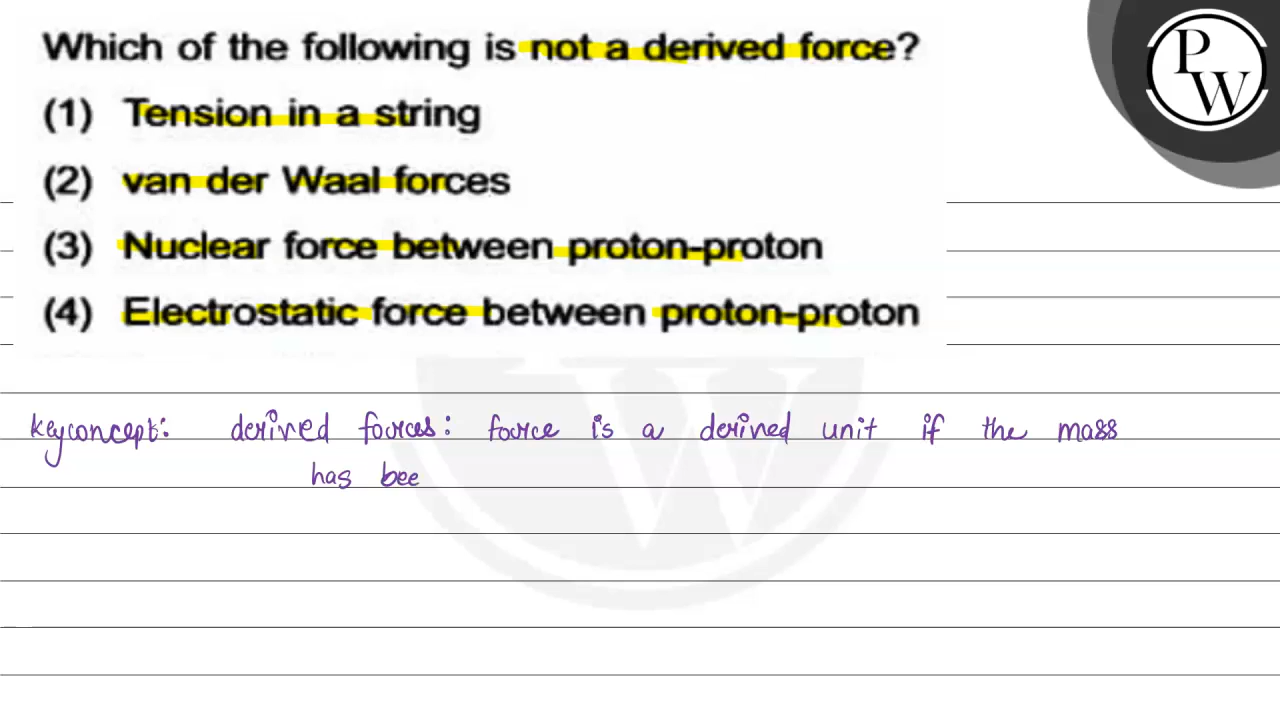 Which of the following is not a derived force?
(1) Tension in a string
(2) van der Waal forces
(3) Nuclear force between proton-proton
(4) Electrostatic force between proton-proton
P
W
keyconcept: derived forces: force is a derived unit if the mass
has bee